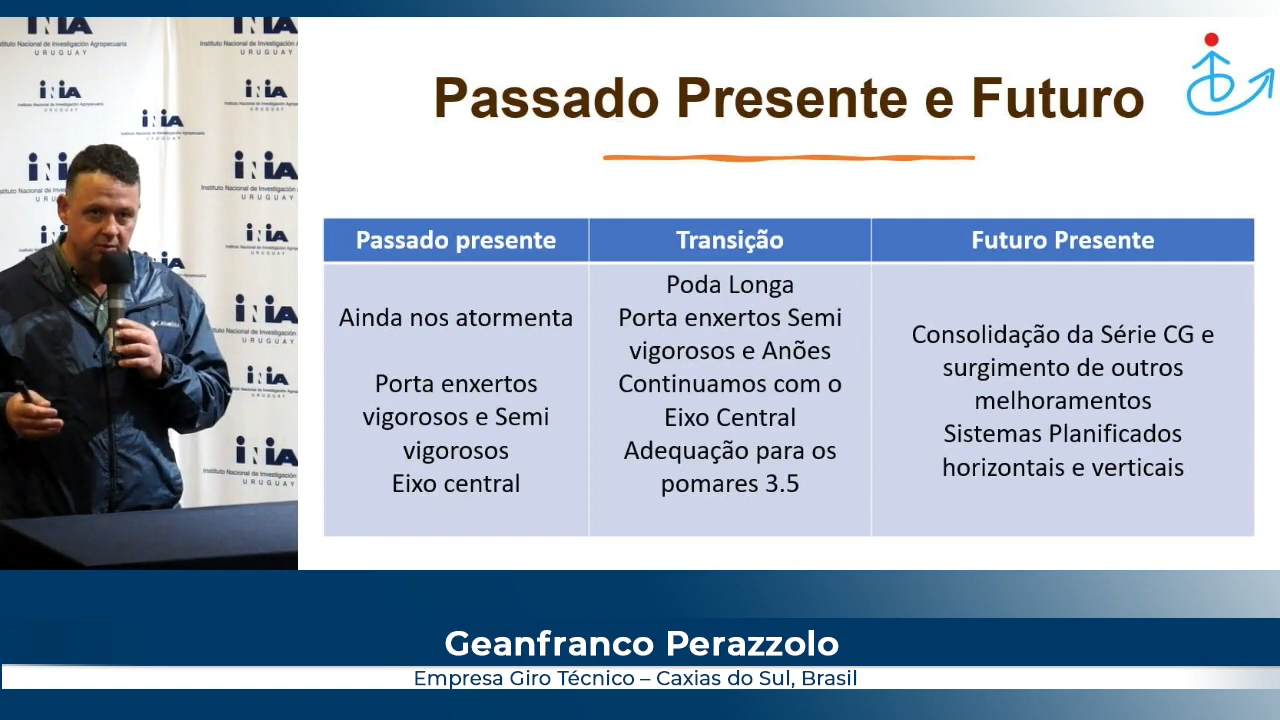 INIA
Instituto Nacional de Investigación Agropecuaria
URUGUAY
Passado Presente e Futuro
Passado presente
Ainda nos atormenta
Porta enxertos
vigorosos e Semi
vigorosos
Eixo central
Transição
Poda Longa
Porta enxertos Semi
vigorosos e Anões
Continuamos com o
Eixo Central
Adequação para os
pomares 3.5
Futuro Presente
Consolidação da Série CG e
surgimento de outros
melhoramentos
Sistemas Planificados
horizontais e verticais
Columbia
Geanfranco Perazzolo
Empresa Giro Técnico – Caxias do Sul, Brasil